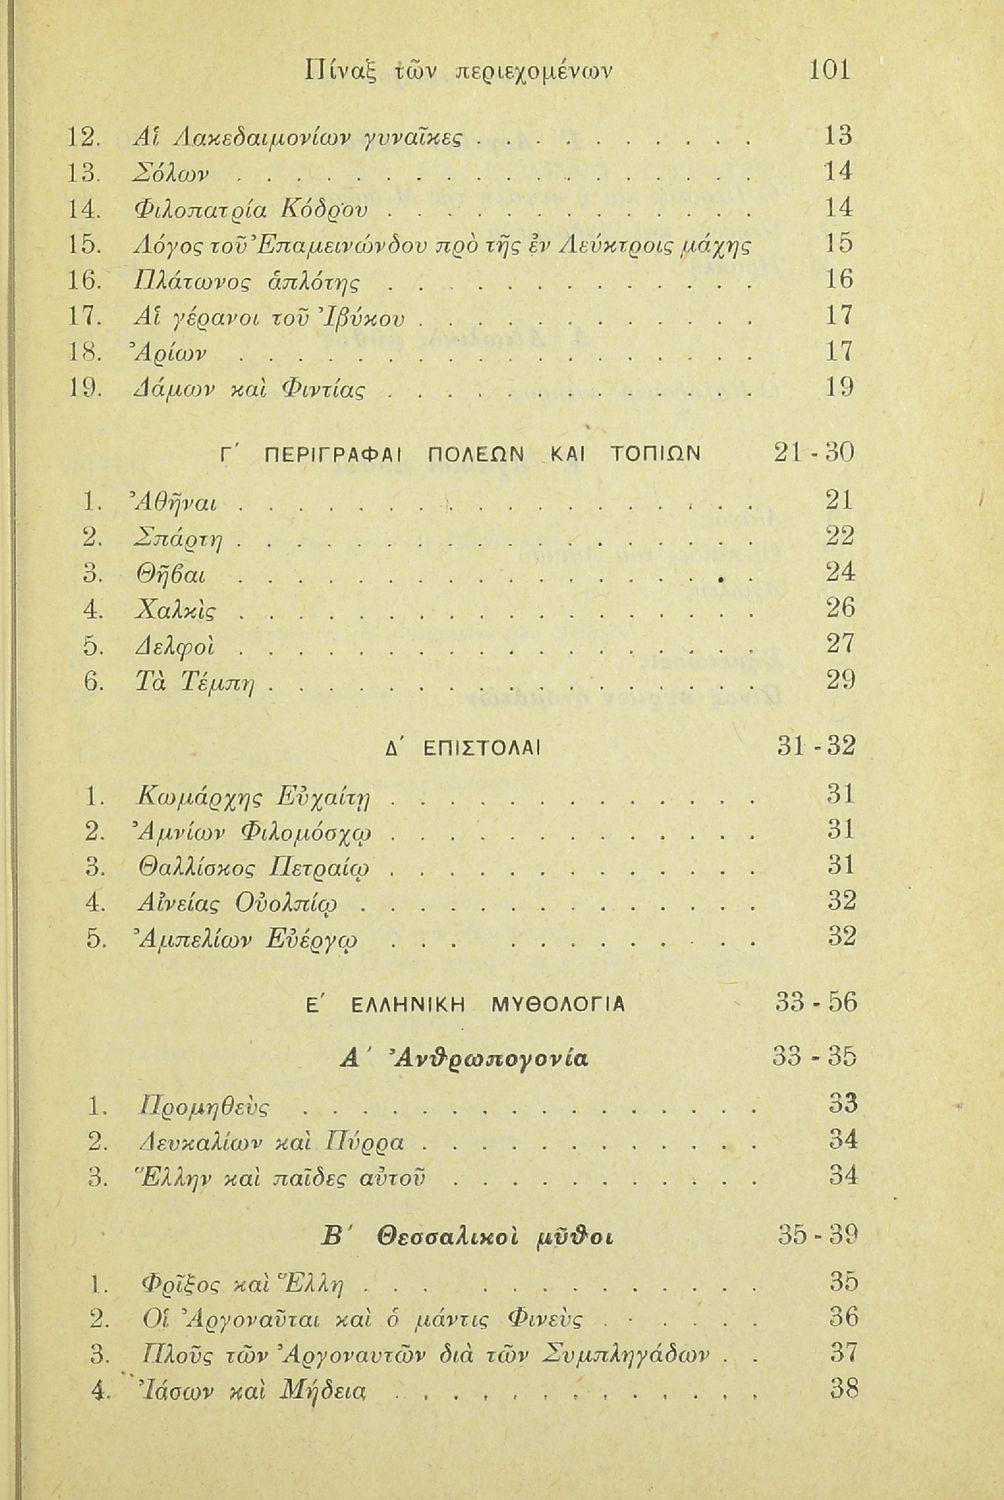 Πίναξ τῶν περιεχομένων 101
12. Αἱ Λακεδαιμονίων γυναῖκες . . . . . . . . . . 13
13. Σόλων . . . . . . . . . . . . . . . . . . 14
14. Φιλοπατρία Κόδρου . . . . . . . . . . . . . 14
15. Λόγος τοῦ Ἐπαμεινώνδου πρὸ τῆς ἐν Λεύκτροις μάχης 15
16. Πλάτωνος ἁπλότης . . . . . . . . . . . . . 16
17. Αἱ γέρανοι τοῦ Ἰβύκου . . . . . . . . . . . . 17
18. Ἀρίων . . . . . . . . . . . . . . . . . . 17
19. Δάμων καὶ Φιντίας . . . . . . . . . . . . . 19
Γ΄ ΠΕΡΙΓΡΑΦΑΙ ΠΟΛΕΩΝ ΚΑΙ ΤΟΠΙΩΝ 21 - 30
1. Ἀθῆναι . . . . . . . . . . . . . . . . . . 21
2. Σπάρτη . . . . . . . . . . . . . . . . . . 22
3. Θῆβαι . . . . . . . . . . . . . . . . . . 24
4. Χαλκὶς . . . . . . . . . . . . . . . . . . 26
5. Δελφοὶ . . . . . . . . . . . . . . . . . . 27
6. Τὰ Τέμπη . . . . . . . . . . . . . . . . . 29
Δ΄ ΕΠΙΣΤΟΛΑΙ 31 - 32
1. Κωμάρχης Εὐχαίτῃ . . . . . . . . . . . . . 31
2. Ἀμνίων Φιλομόσχῳ . . . . . . . . . . . . . 31
3. Θαλλίσκος Πετραίῳ . . . . . . . . . . . . . 31
4. Αἰνείας Οὐολπίῳ . . . . . . . . . . . . . . 32
5. Ἀμπελίων Εὐέργῳ . . . . . . . . . . . . 32
Ε΄ ΕΛΛΗΝΙΚΗ ΜΥΘΟΛΟΓΙΑ 33 - 56
Α΄ Ἀνθρωπογονία 33 - 35
1. Προμηθεὺς . . . . . . . . . . . . . . . . 33
2. Δευκαλίων καὶ Πύρρα . . . . . . . . . . . . 34
3. Ἕλλην καὶ παῖδες αὐτοῦ . . . . . . . . . . . 34
Β΄ Θεσσαλικοὶ μῦθοι 35 - 39
1. Φρῖξος καὶ Ἕλλη . . . . . . . . . . . . . 35
2. Οἱ Ἀργοναῦται καὶ ὁ μάντις Φινεὺς . . . . . . 36
3. Πλοῦς τῶν Ἀργοναυτῶν διὰ τῶν Συμπληγάδων . . 37
4. Ἰάσων καὶ Μήδεια . . . . . . . . . . . . 38